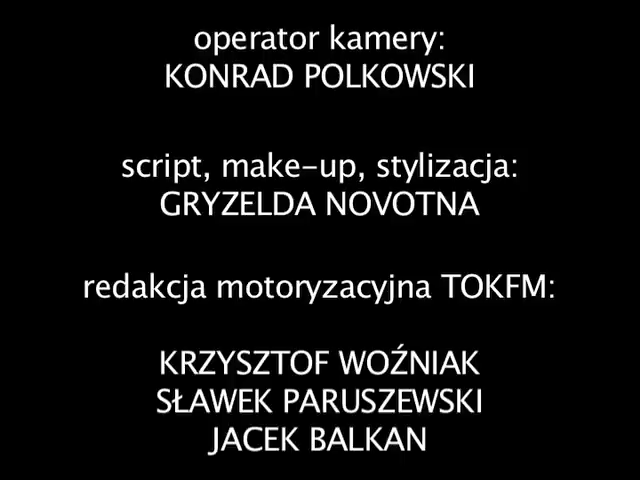 operator kamery:
KONRAD POLKOWSKI
script, make-up, stylizacja:
GRYZELDA NOVOTNA
redakcja motoryzacyjna TOKFM:
KRZYSZTOF WOŹNIAK
SŁAWEK PARUSZEWSKI
JACEK BALKAN